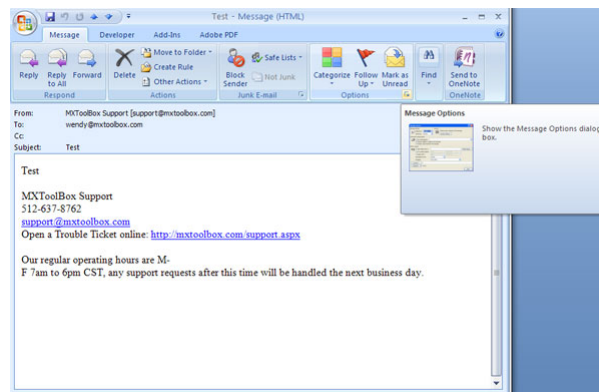 Test - Message (HTML)
Message Developer Add-Ins Adobe PDF
Reply Reply to All Forward
Respond
Delete Move to Folder Create Rule Other Actions
Actions
Block Sender Safe Lists Not Junk
Junk E-mail
Categorize Follow Up Mark as Unread
Options
Find
Send to OneNote
OneNote
From: MXToolBox Support [support@mxtoolbox.com]
To: wendy@mxtoolbox.com
Cc:
Subject: Test
Message Options
Show the Message Options dialog
box.
Test
MXToolBox Support
512-637-8762
support@mxtoolbox.com
Open a Trouble Ticket online: http://mxtoolbox.com/support.aspx
Our regular operating hours are M-
F 7am to 6pm CST, any support requests after this time will be handled the next business day.